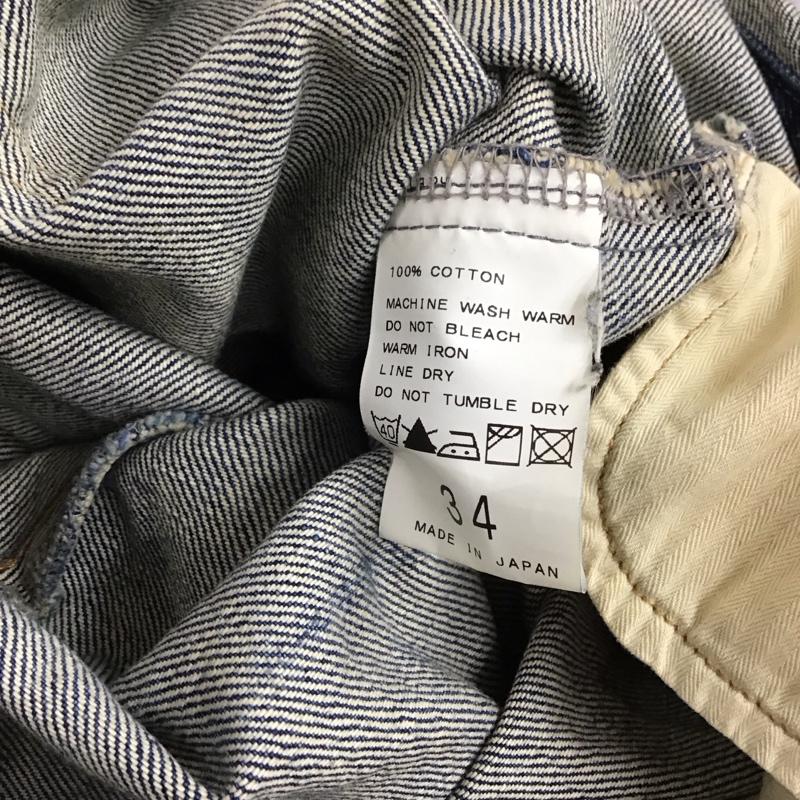 100% COTTON
MACHINE WASH WARM
DO NOT BLEACH
WARM IRON
LINE DRY
DO NOT TUMBLE DRY
40
34
MADE IN JAPAN